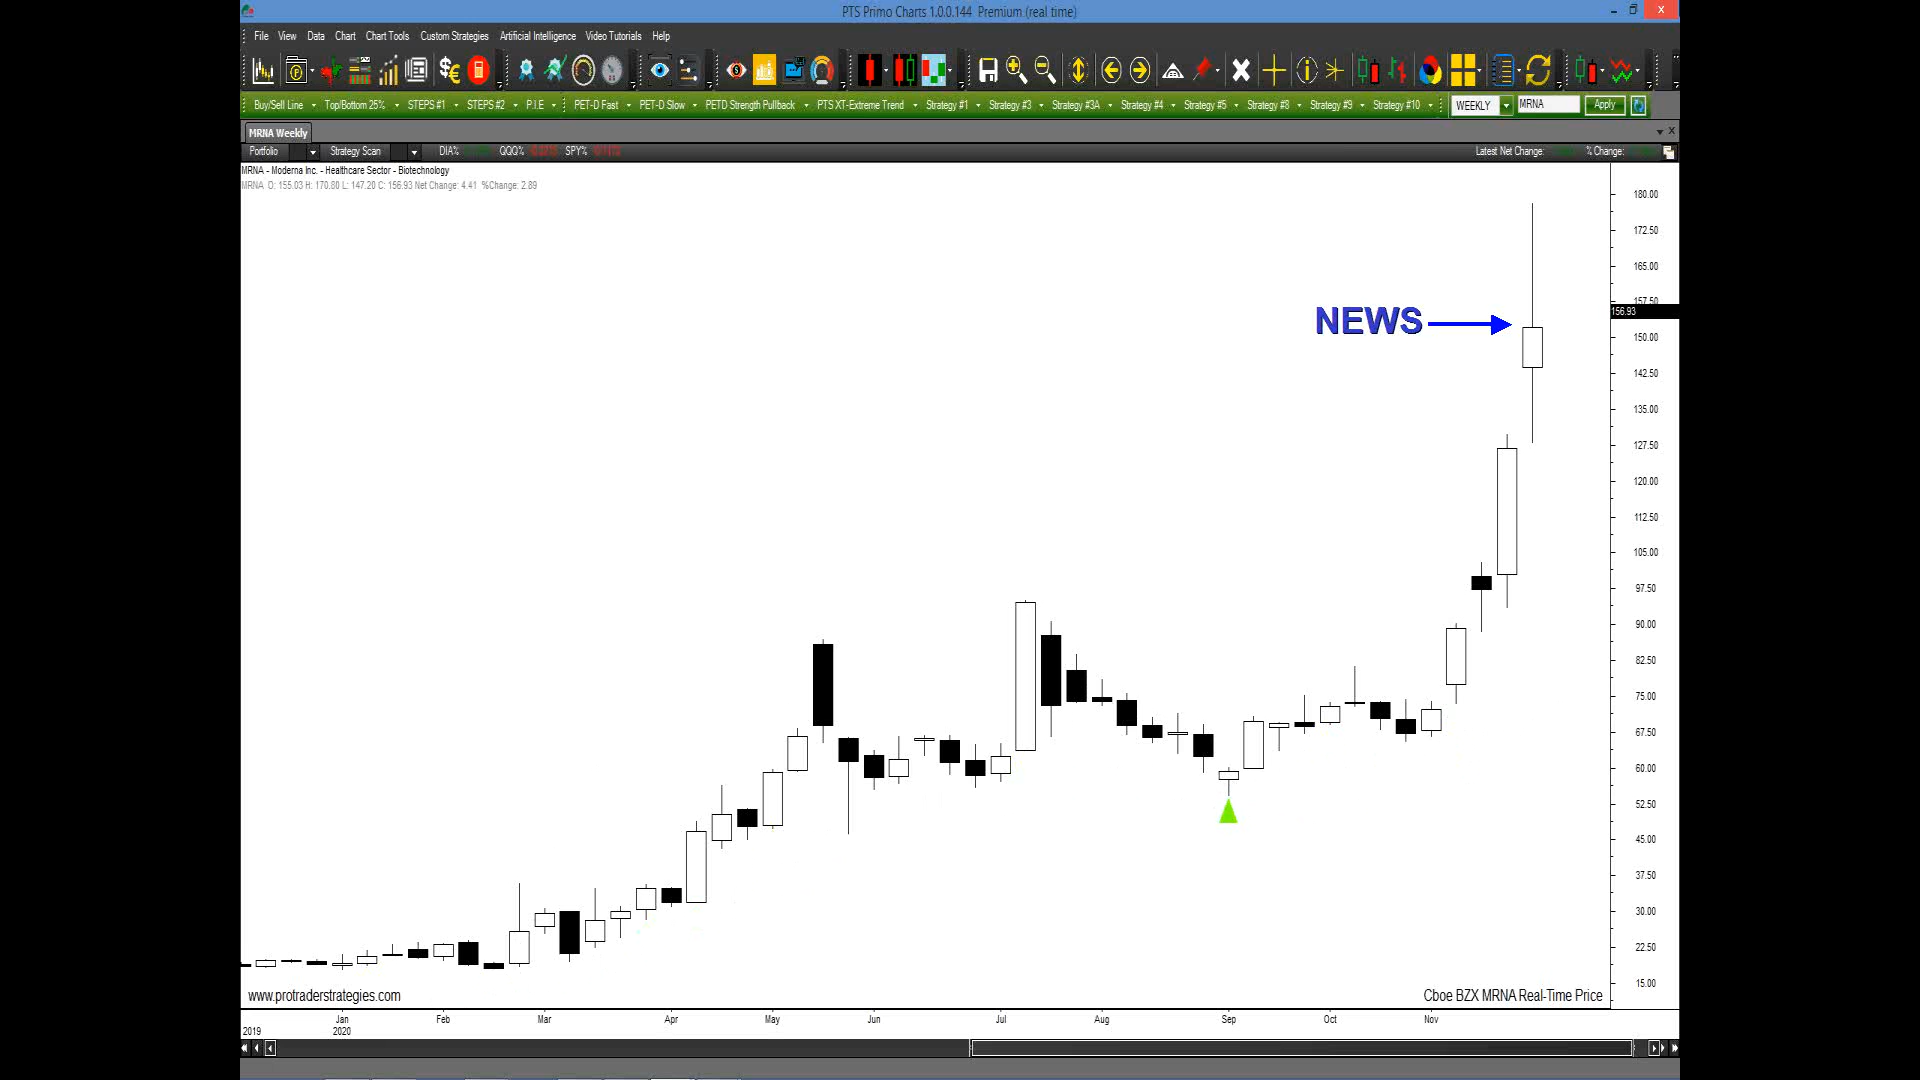 PTS Primo Charts 1.0.0.144 Premium (real time)
File View Data Chart Chart Tools Custom Strategies Artificial Intelligence Video Tutorials Help
Buy/Sell Line Top/Bottom 25% STEPS #1 STEPS #2 P.I.E PET-D Fast PET-D Slow PETD Strength Pullback PTS XT-Extreme Trend Strategy #1 Strategy #3 Strategy #3A Strategy #4 Strategy #5 Strategy #8 Strategy #9 Strategy #10 WEEKLY MRNA Apply
MRNA Weekly
Portfolio Strategy Scan DIA% QQQ% SPY% Latest Net Change: % Change:
MRNA - Moderna Inc. - Healthcare Sector - Biotechnology
MRNA O: 155.03 H: 170.80 L: 147.20 C: 156.93 Net Change: 4.41 %Change: 2.89
180.00
172.50
165.00
157.50
156.93
NEWS
150.00
142.50
135.00
127.50
120.00
112.50
105.00
97.50
90.00
82.50
75.00
67.50
60.00
52.50
45.00
37.50
30.00
22.50
15.00
www.protraderstrategies.com Cboe BZX MRNA Real-Time Price
Jan Feb Mar Apr May Jun Jul Aug Sep Oct Nov
2019 2020